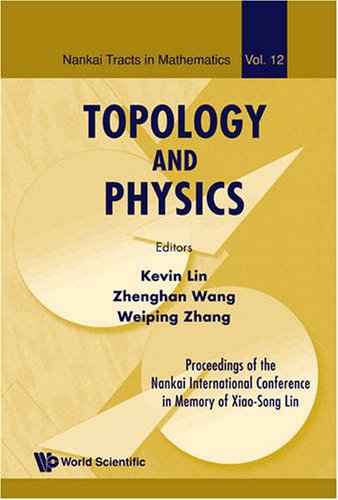 Nankai Tracts in Mathematics Vol. 12
TOPOLOGY
AND
PHYSICS
Editors
Kevin Lin
Zhenghan Wang
Weiping Zhang
Proceedings of the
Nankai International Conference
in Memory of Xiao-Song Lin
World Scientific